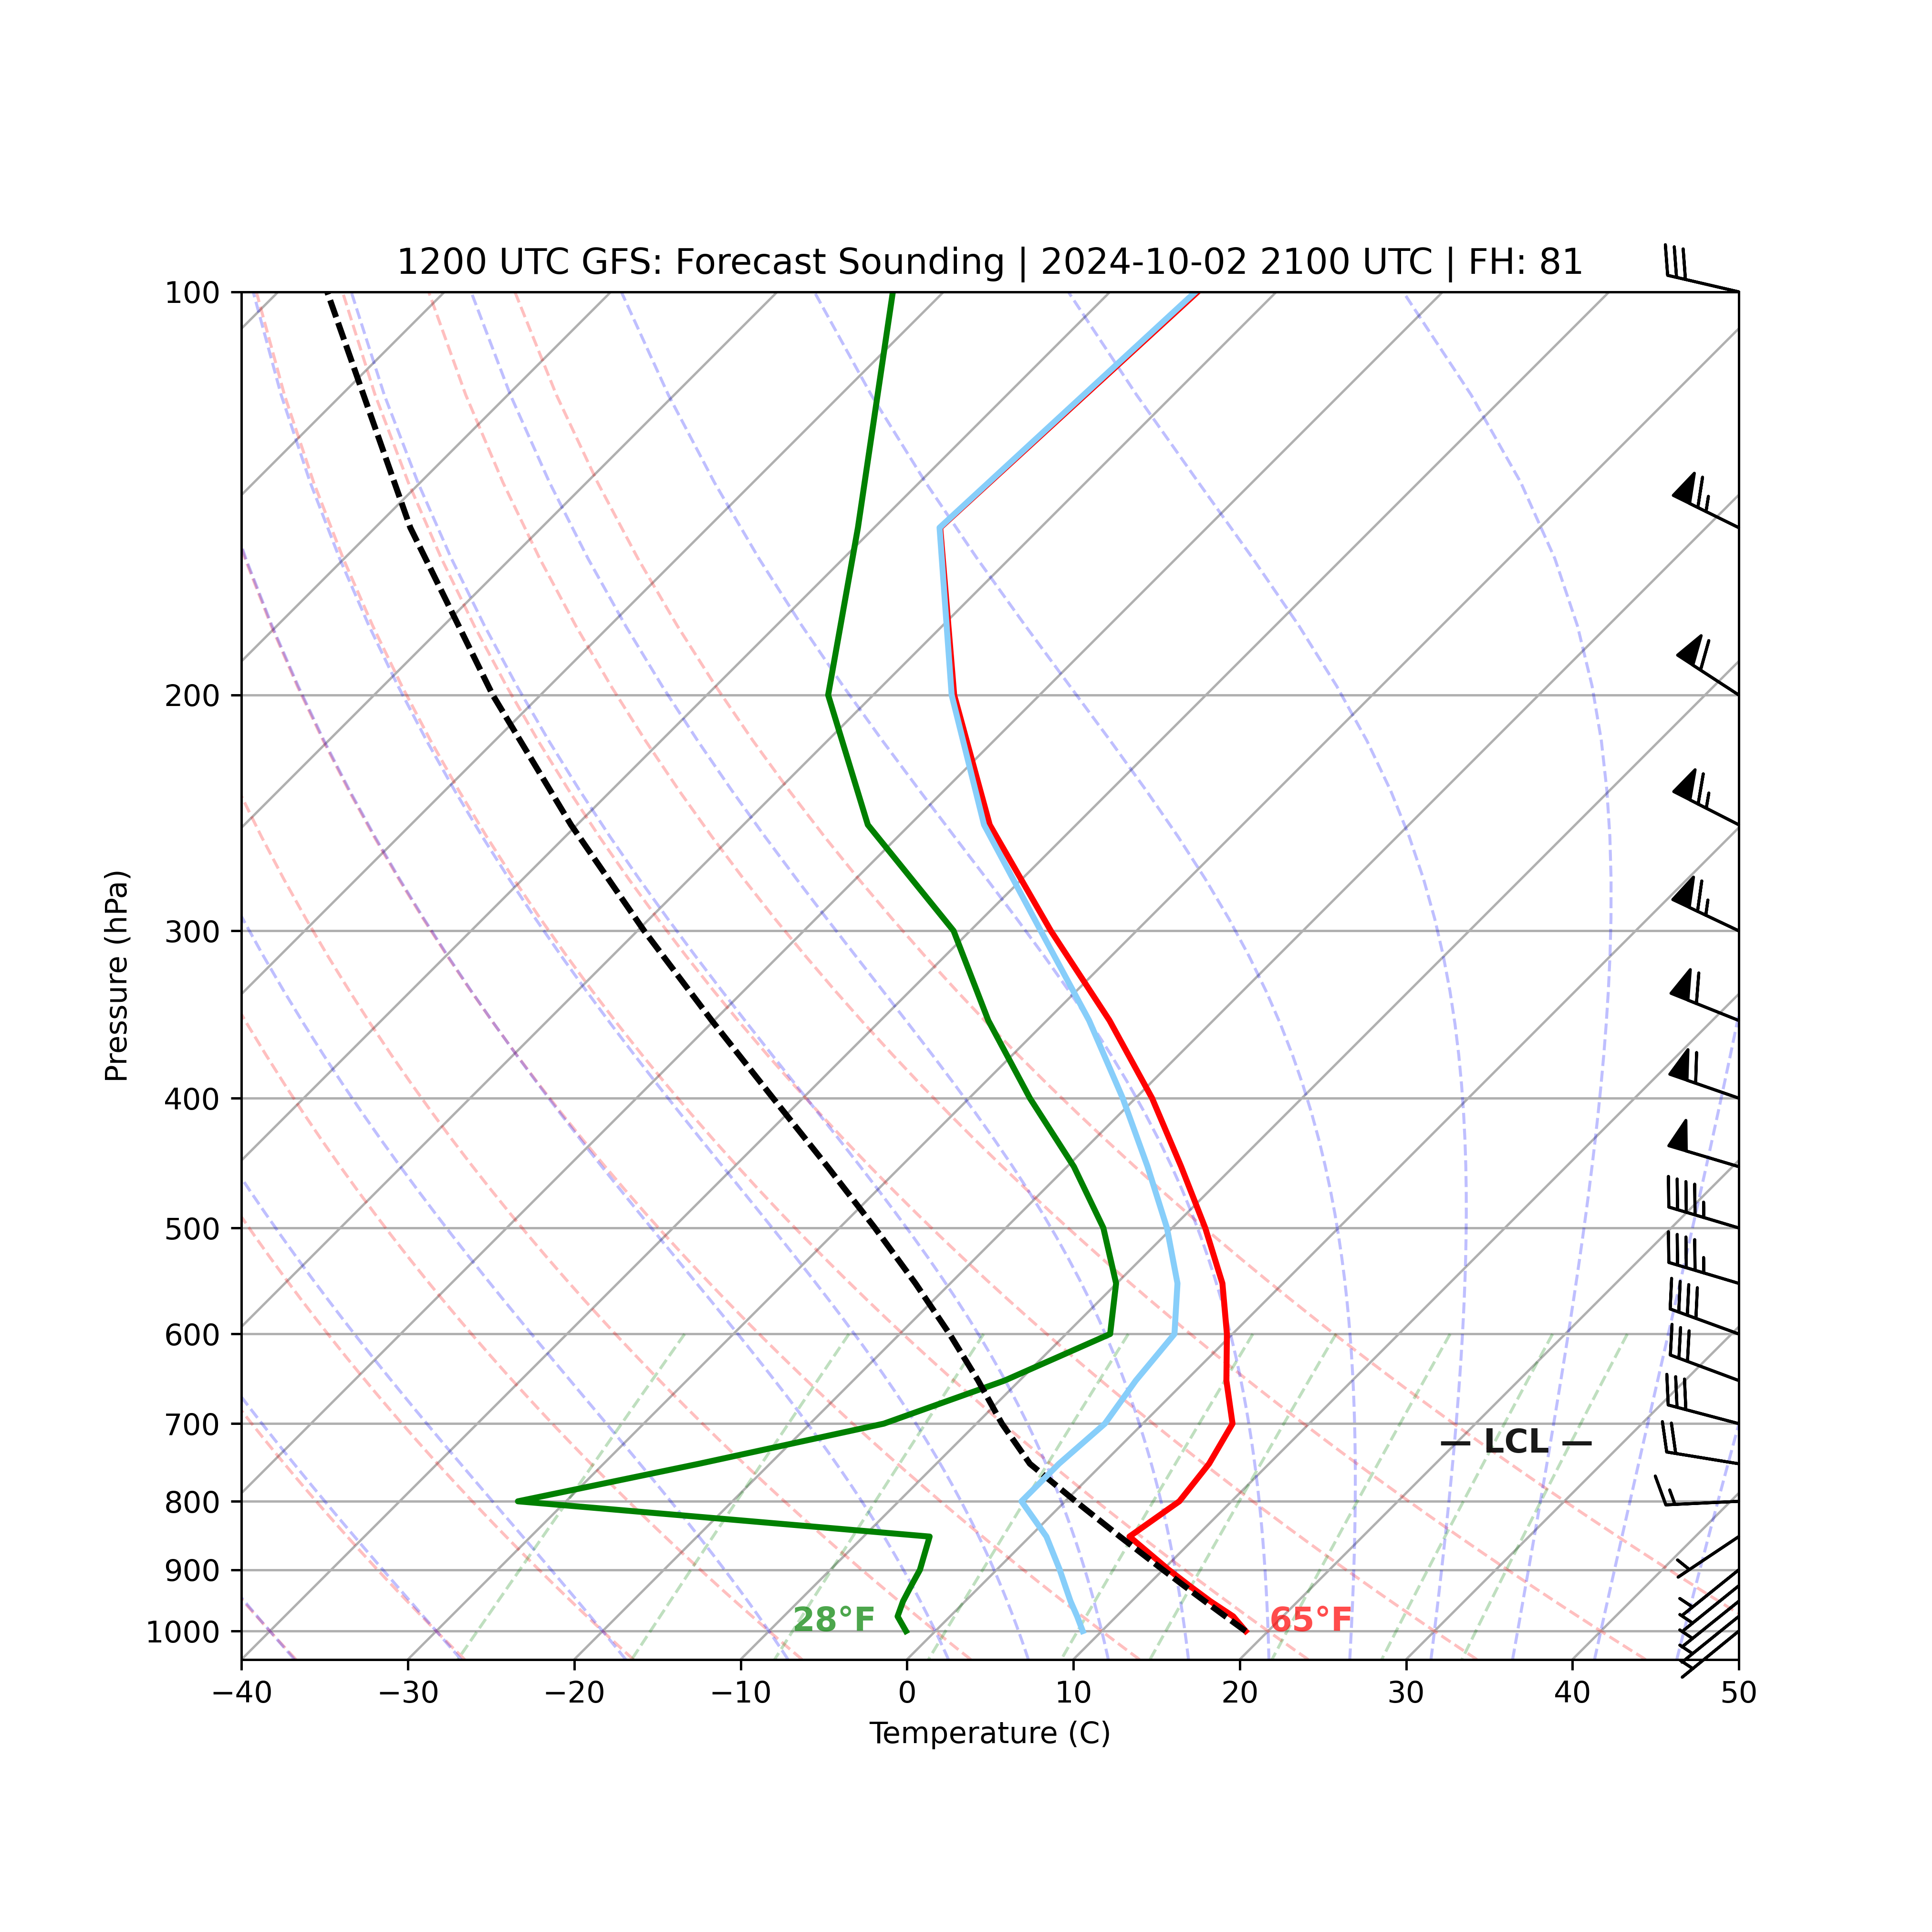 1200 UTC GFS: Forecast Sounding | 2024-10-02 2100 UTC | FH: 81
100
200
300
400
500
600
700
800
900
1000
Pressure (hPa)
— LCL —
28°F
65°F
−40 −30 −20 −10 0 10 20 30 40 50
Temperature (C)